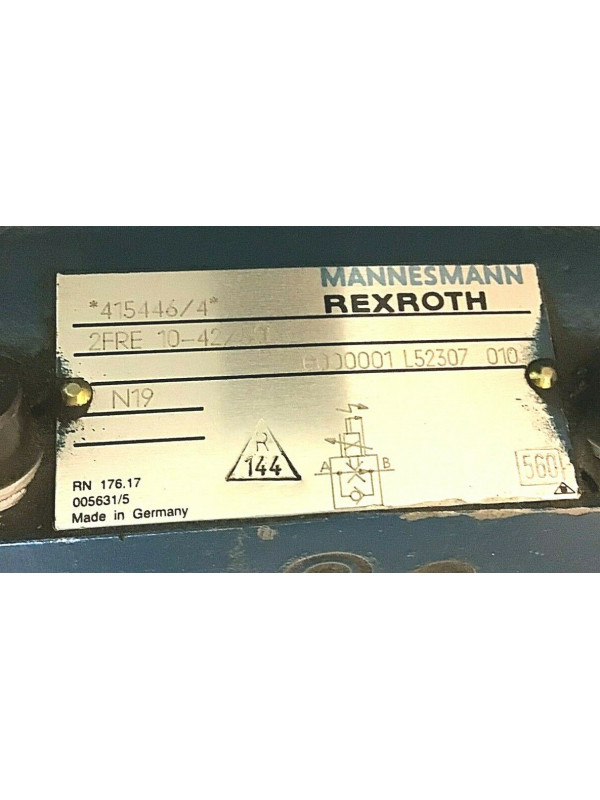 MANNESMANN
REXROTH
*415446/4*
2FRE 10-42/
L52307 010
N19
R
144
A B
560
RN 176.17
005631/5
Made in Germany